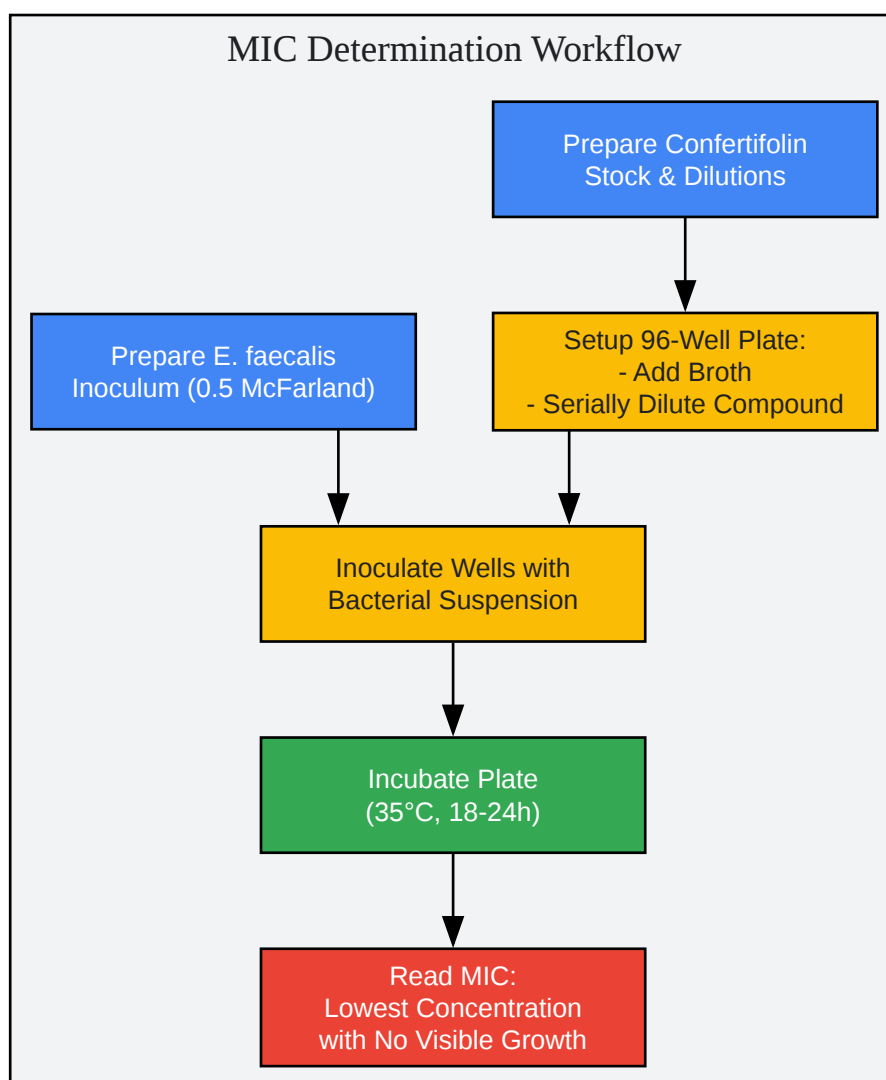 MIC Determination Workflow
Prepare Confertifolin
Stock & Dilutions
Prepare E. faecalis
Inoculum (0.5 McFarland)
Setup 96-Well Plate:
- Add Broth
- Serially Dilute Compound
Inoculate Wells with
Bacterial Suspension
Incubate Plate
(35°C, 18-24h)
Read MIC:
Lowest Concentration
with No Visible Growth